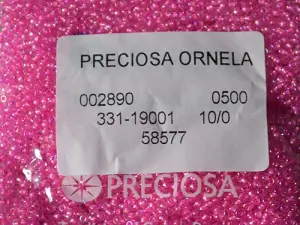 PRECIOSA ORNELA
002890 0500
331-19001 10/0
58577
PRECIOSA